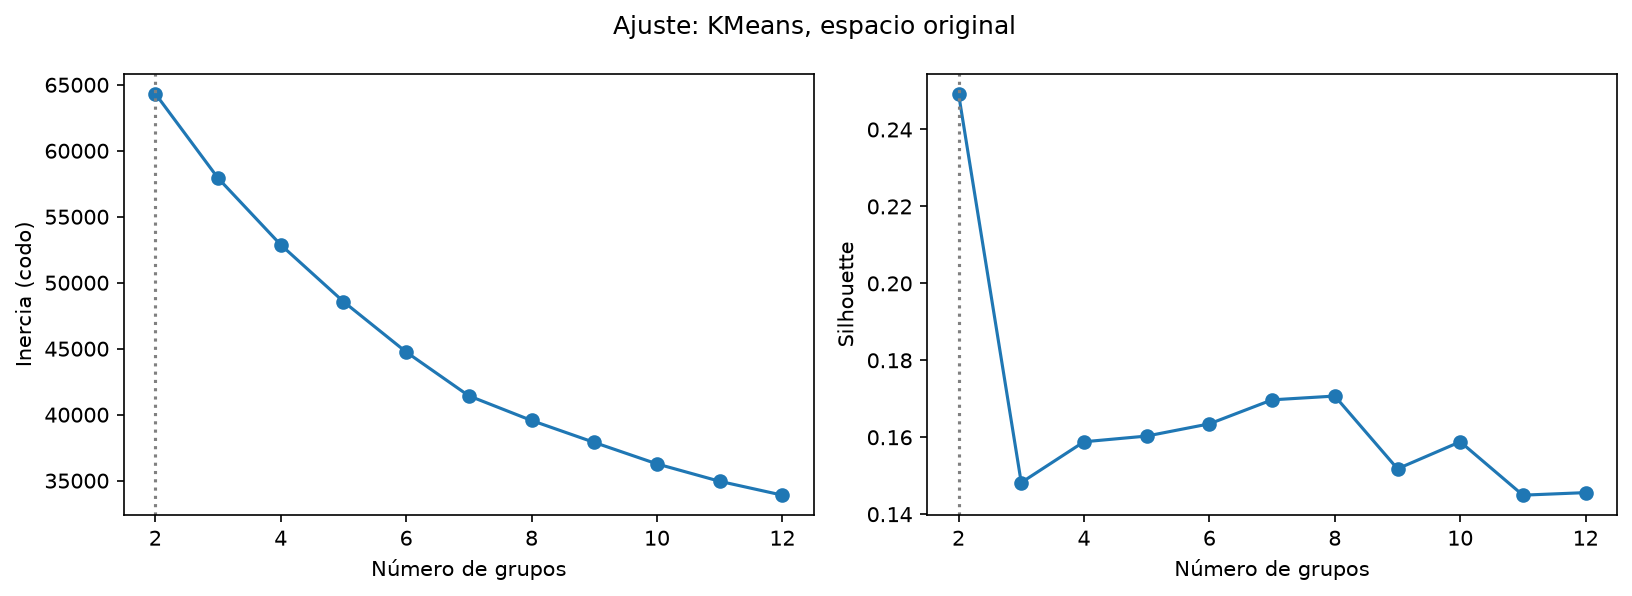 Ajuste: KMeans, espacio original
65000
60000
55000
50000
45000
40000
35000
Inercia (codo)
2 4 6 8 10 12
Número de grupos
0.24
0.22
0.20
0.18
0.16
0.14
Silhouette
2 4 6 8 10 12
Número de grupos